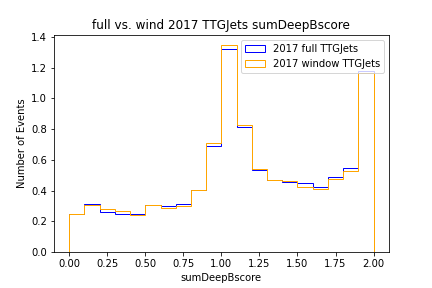 full vs. wind 2017 TTGJets sumDeepBscore
2017 full TTGJets
2017 window TTGJets
Number of Events
1.4
1.2
1.0
0.8
0.6
0.4
0.2
0.0
0.00 0.25 0.50 0.75 1.00 1.25 1.50 1.75 2.00
sumDeepBscore